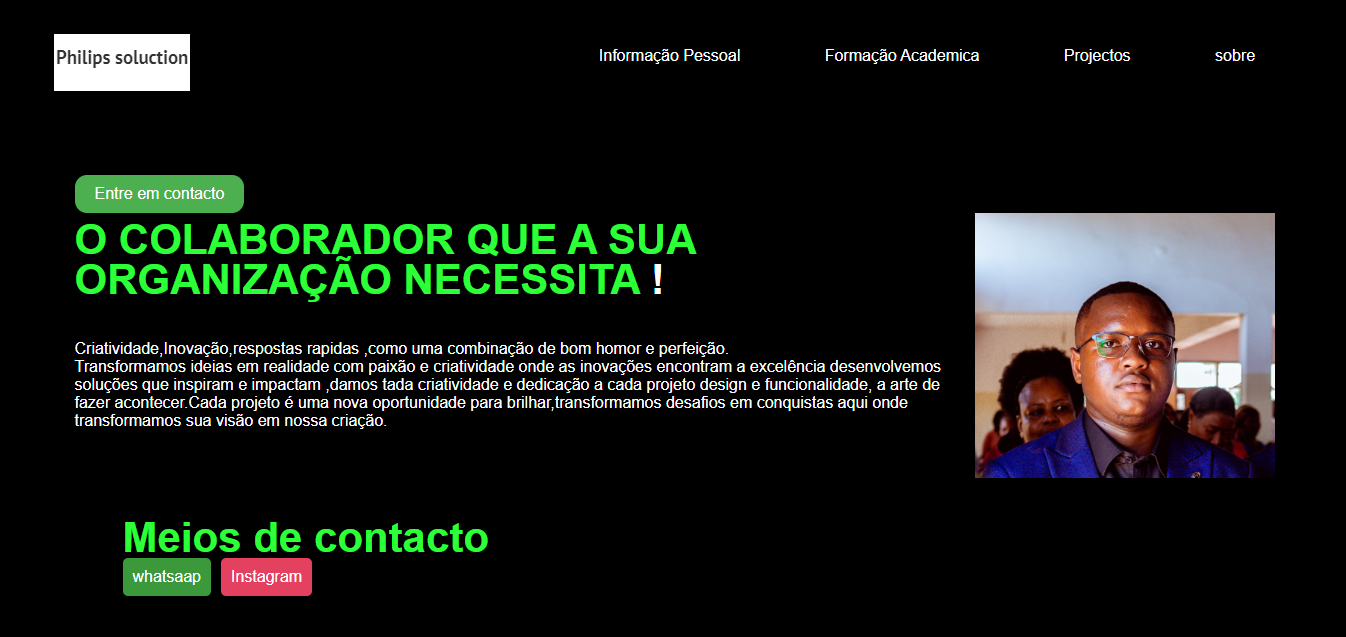 Philips soluction
Informação Pessoal
Formação Academica
Projectos
sobre
Entre em contacto
O COLABORADOR QUE A SUA
ORGANIZAÇÃO NECESSITA !
Criatividade,Inovação,respostas rapidas ,como uma combinação de bom homor e perfeição.
Transformamos ideias em realidade com paixão e criatividade onde as inovações encontram a excelência desenvolvemos
soluções que inspiram e impactam ,damos tada criatividade e dedicação a cada projeto design e funcionalidade, a arte de
fazer acontecer.Cada projeto é uma nova oportunidade para brilhar,transformamos desafios em conquistas aqui onde
transformamos sua visão em nossa criação.
Meios de contacto
whatsaap
Instagram